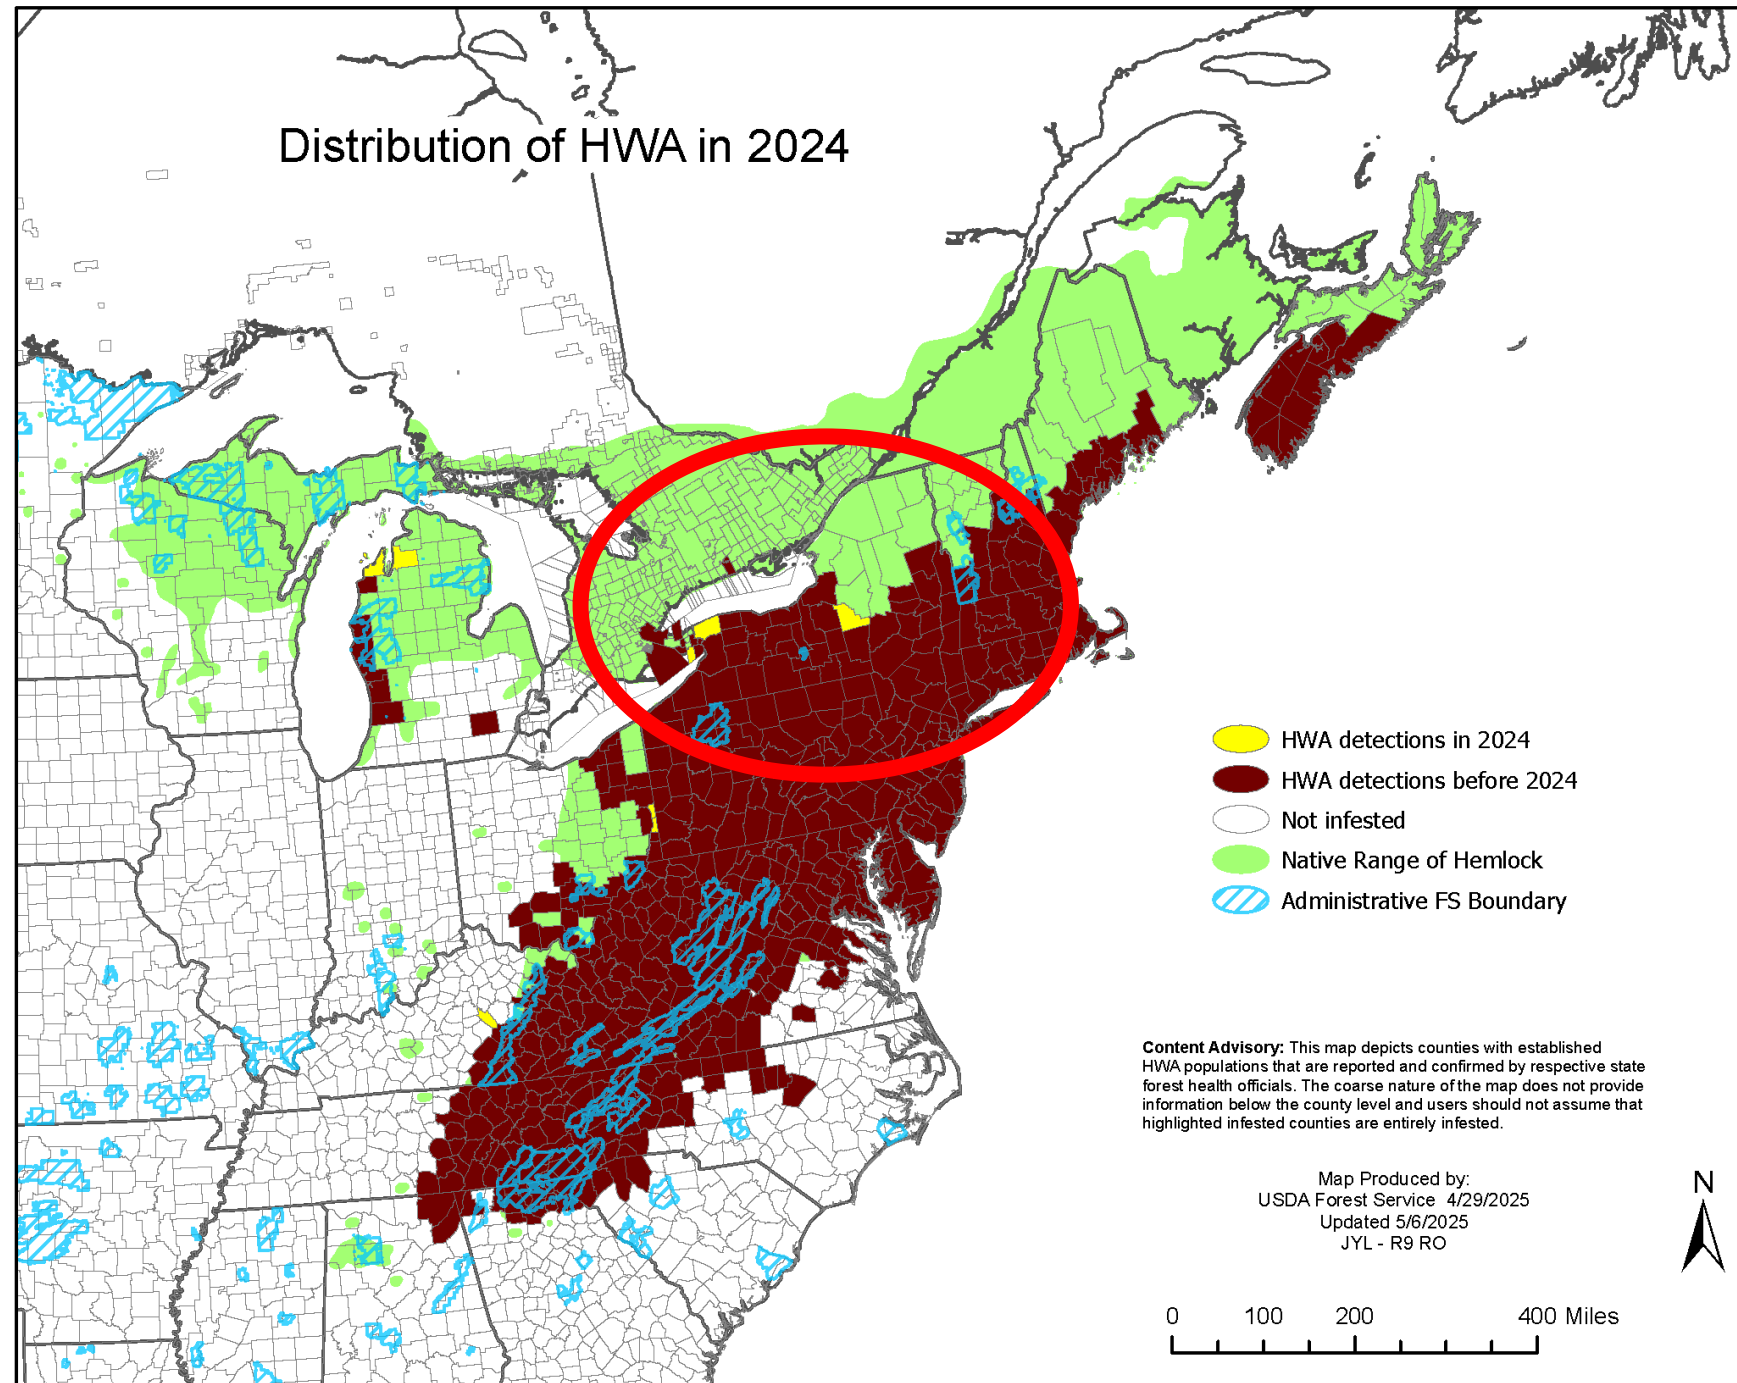 Distribution of HWA in 2024
HWA detections in 2024
HWA detections before 2024
Not infested
Native Range of Hemlock
Administrative FS Boundary
Content Advisory: This map depicts counties with established
HWA populations that are reported and confirmed by respective state
forest health officials. The coarse nature of the map does not provide
information below the county level and users should not assume that
highlighted infested counties are entirely infested.
Map Produced by:
USDA Forest Service 4/29/2025
Updated 5/6/2025
JYL - R9 RO
N
0 100 200 400 Miles